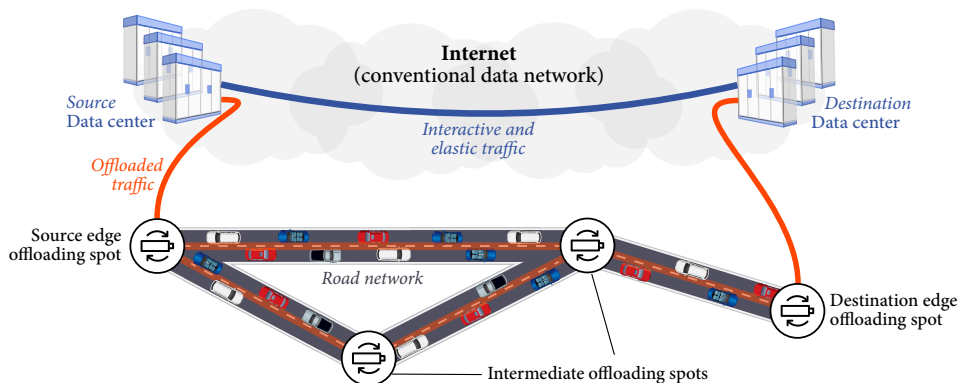 Internet
(conventional data network)
Source
Data center
Destination
Data center
Interactive and
elastic traffic
Offloaded
traffic
Source edge
offloading spot
Road network
Destination edge
offloading spot
Intermediate offloading spots